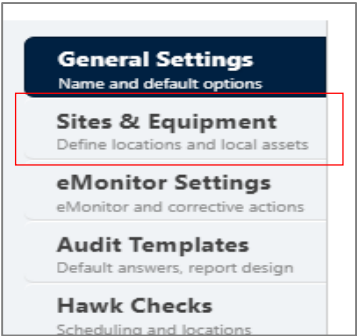 General Settings
Name and default options
Sites & Equipment
Define locations and local assets
eMonitor Settings
eMonitor and corrective actions
Audit Templates
Default answers, report design
Hawk Checks
Scheduling and locations